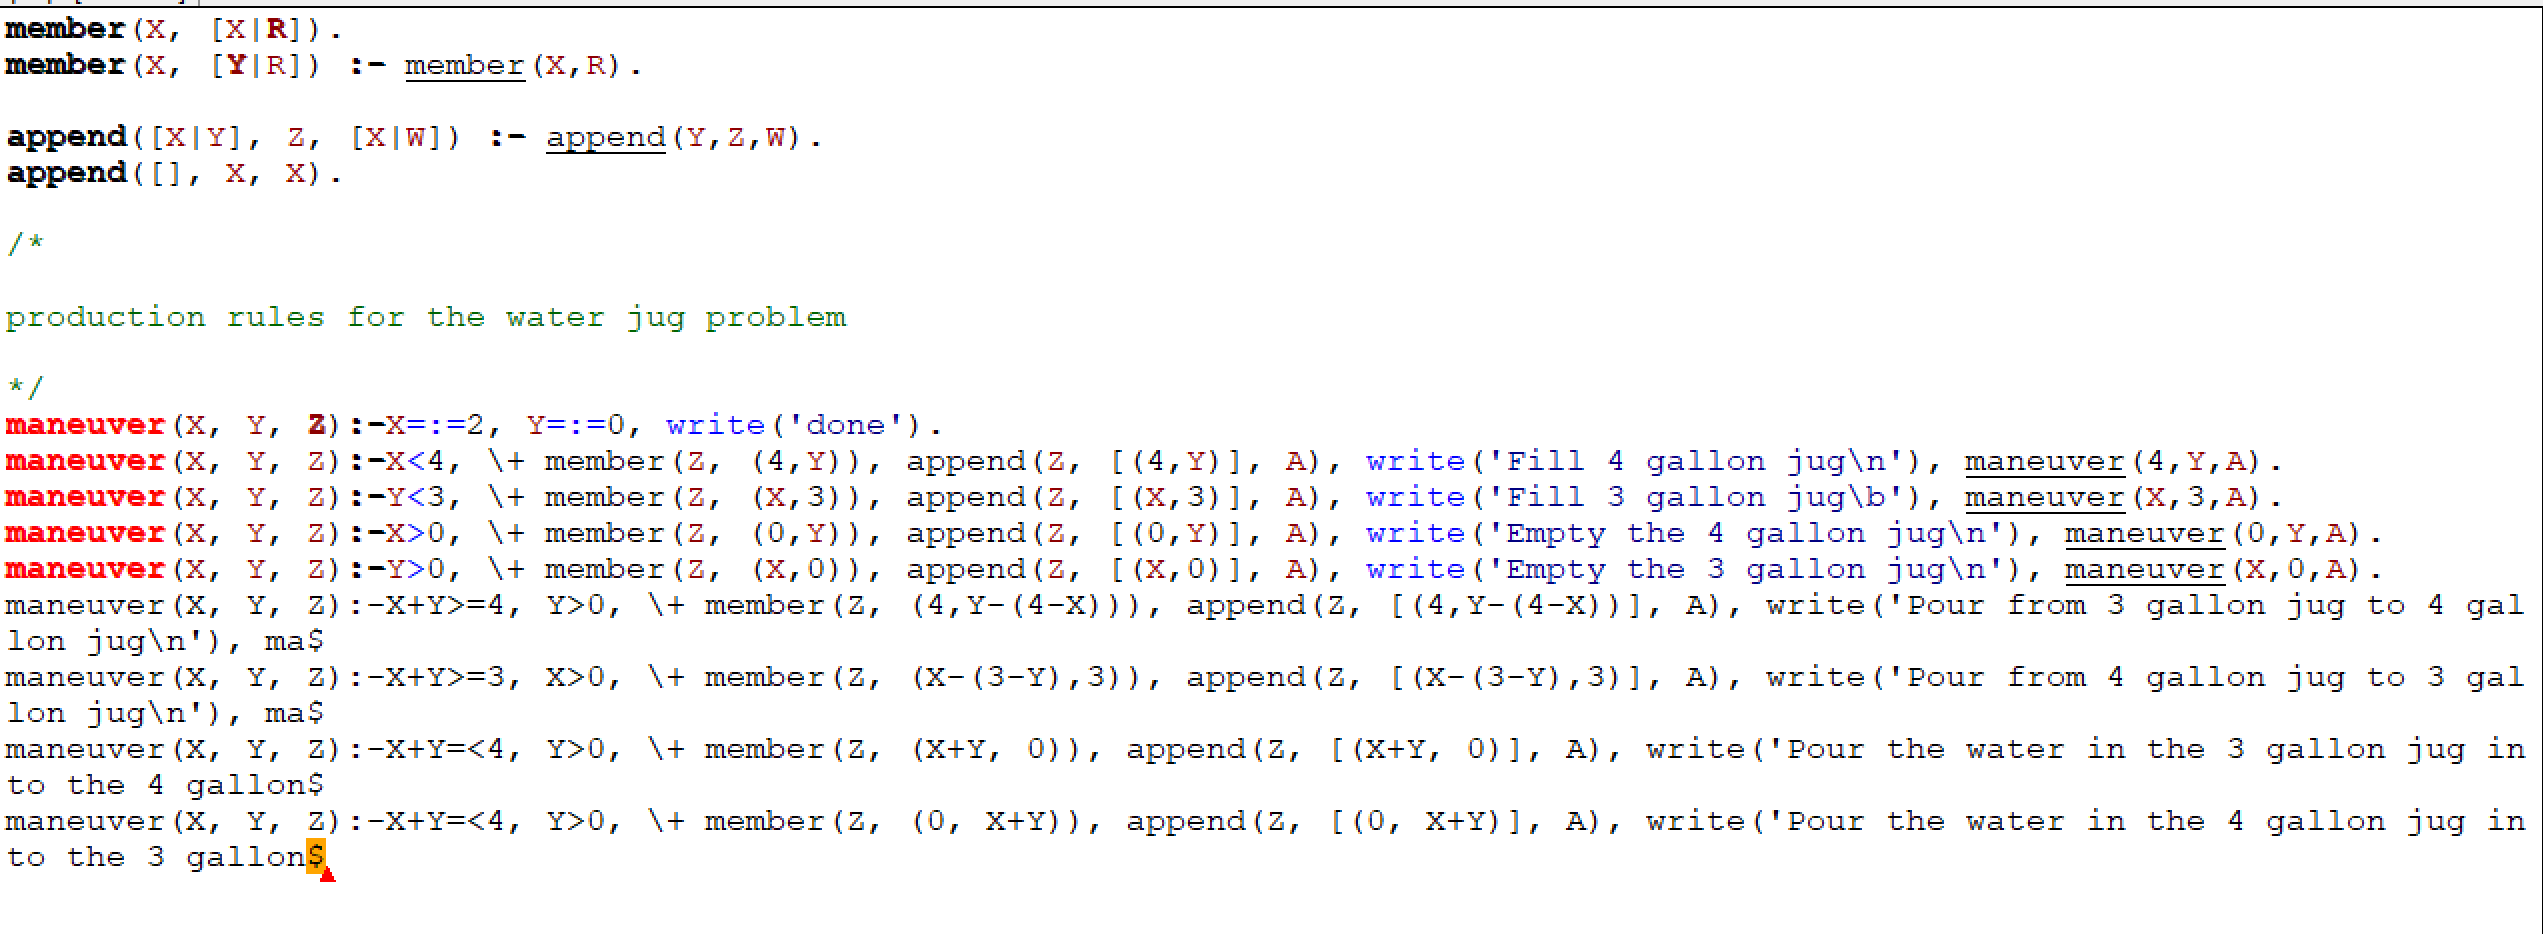 member(X, [X|R]).
member(X, [Y|R]) :- member(X,R).
append([X|Y], Z, [X|W]) :- append(Y,Z,W).
append([], X, X).
/*
production rules for the water jug problem
*/
maneuver(X, Y, Z):-X=:=2, Y=:=0, write('done').
maneuver(X, Y, Z):-X<4, \+ member(Z, (4,Y)), append(Z, [(4,Y)], A), write('Fill 4 gallon jug\n'), maneuver(4,Y,A).
maneuver(X, Y, Z):-Y<3, \+ member(Z, (X,3)), append(Z, [(X,3)], A), write('Fill 3 gallon jug\b'), maneuver(X,3,A).
maneuver(X, Y, Z):-X>0, \+ member(Z, (0,Y)), append(Z, [(0,Y)], A), write('Empty the 4 gallon jug\n'), maneuver(0,Y,A).
maneuver(X, Y, Z):-Y>0, \+ member(Z, (X,0)), append(Z, [(X,0)], A), write('Empty the 3 gallon jug\n'), maneuver(X,0,A).
maneuver(X, Y, Z):-X+Y>=4, Y>0, \+ member(Z, (4,Y-(4-X))), append(Z, [(4,Y-(4-X))], A), write('Pour from 3 gallon jug to 4 gal
lon jug\n'), ma$
maneuver(X, Y, Z):-X+Y>=3, X>0, \+ member(Z, (X-(3-Y),3)), append(Z, [(X-(3-Y),3)], A), write('Pour from 4 gallon jug to 3 gal
lon jug\n'), ma$
maneuver(X, Y, Z):-X+Y=<4, Y>0, \+ member(Z, (X+Y, 0)), append(Z, [(X+Y, 0)], A), write('Pour the water in the 3 gallon jug in
to the 4 gallon$
maneuver(X, Y, Z):-X+Y=<4, Y>0, \+ member(Z, (0, X+Y)), append(Z, [(0, X+Y)], A), write('Pour the water in the 4 gallon jug in
to the 3 gallon$